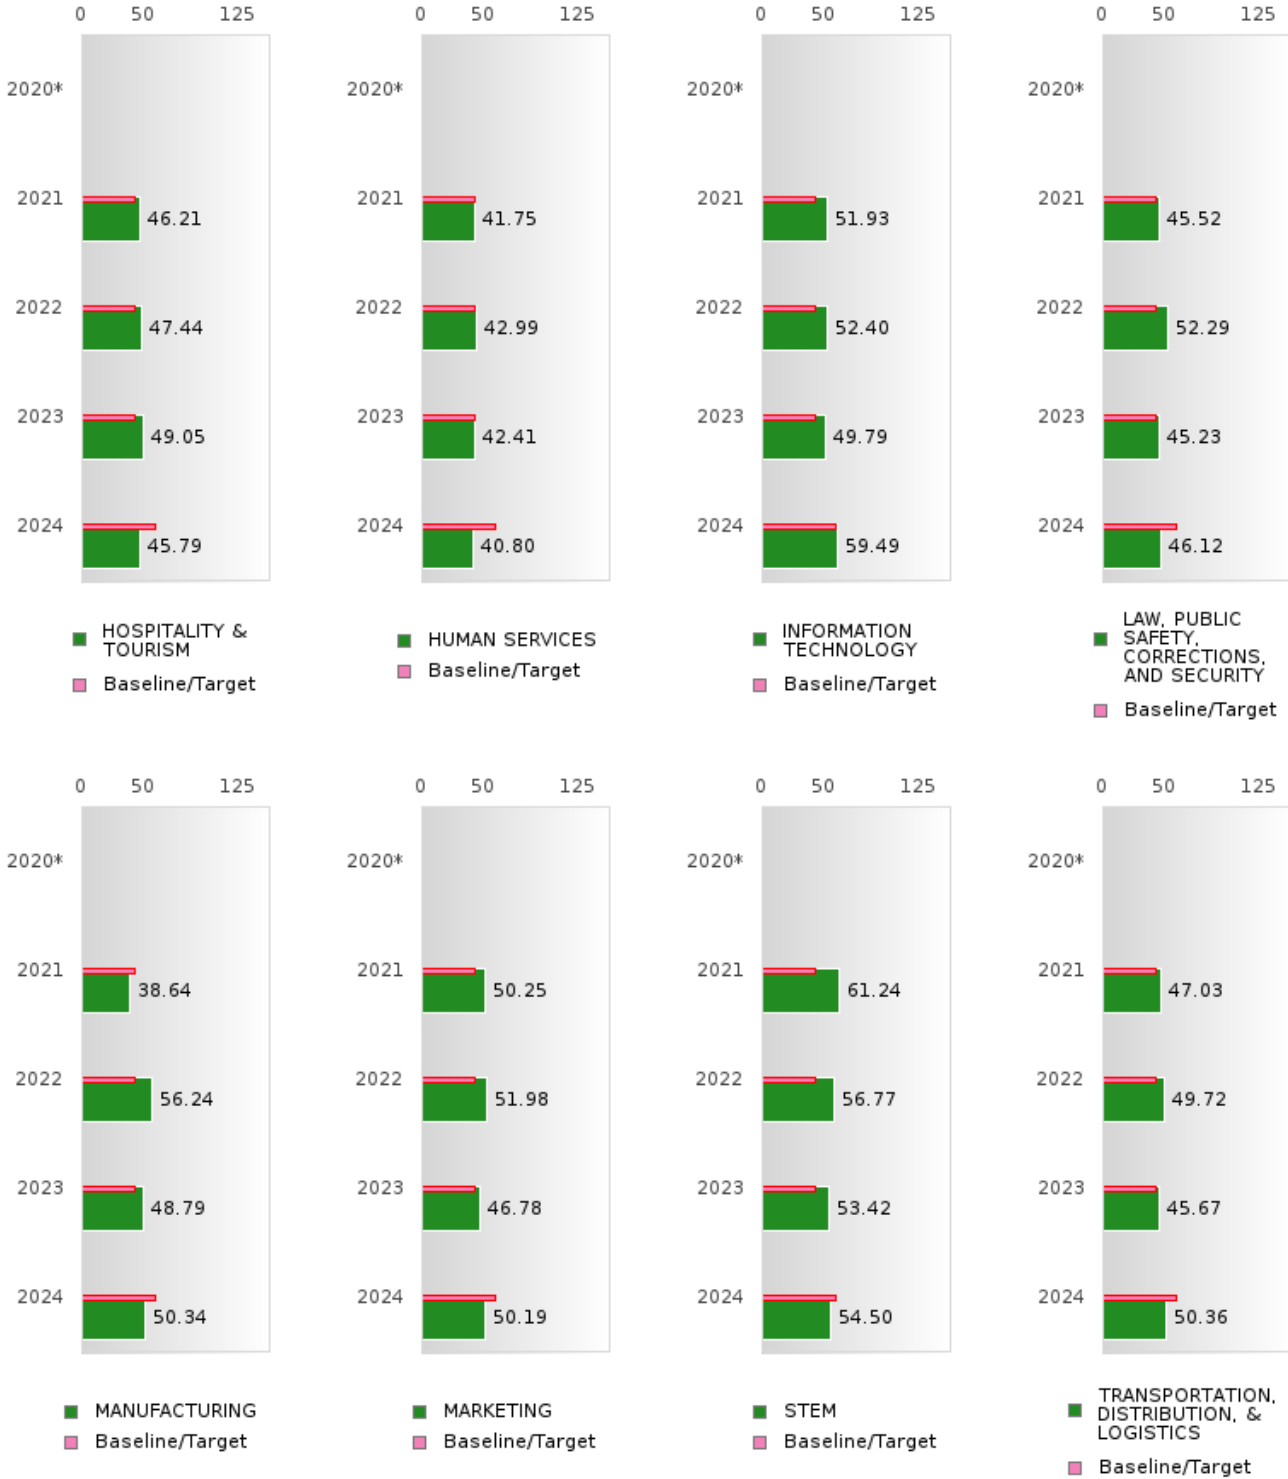 0 50 125
2020*
2021 46.21
2022 47.44
2023 49.05
2024 45.79
HOSPITALITY &
TOURISM
Baseline/Target
0 50 125
2020*
2021 41.75
2022 42.99
2023 42.41
2024 40.80
HUMAN SERVICES
Baseline/Target
0 50 125
2020*
2021 51.93
2022 52.40
2023 49.79
2024 59.49
INFORMATION
TECHNOLOGY
Baseline/Target
0 50 125
2020*
2021 45.52
2022 52.29
2023 45.23
2024 46.12
LAW, PUBLIC
SAFETY,
CORRECTIONS,
AND SECURITY
Baseline/Target
0 50 125
2020*
2021 38.64
2022 56.24
2023 48.79
2024 50.34
MANUFACTURING
Baseline/Target
0 50 125
2020*
2021 50.25
2022 51.98
2023 46.78
2024 50.19
MARKETING
Baseline/Target
0 50 125
2020*
2021 61.24
2022 56.77
2023 53.42
2024 54.50
STEM
Baseline/Target
0 50 125
2020*
2021 47.03
2022 49.72
2023 45.67
2024 50.36
TRANSPORTATION,
DISTRIBUTION, &
LOGISTICS
Baseline/Target